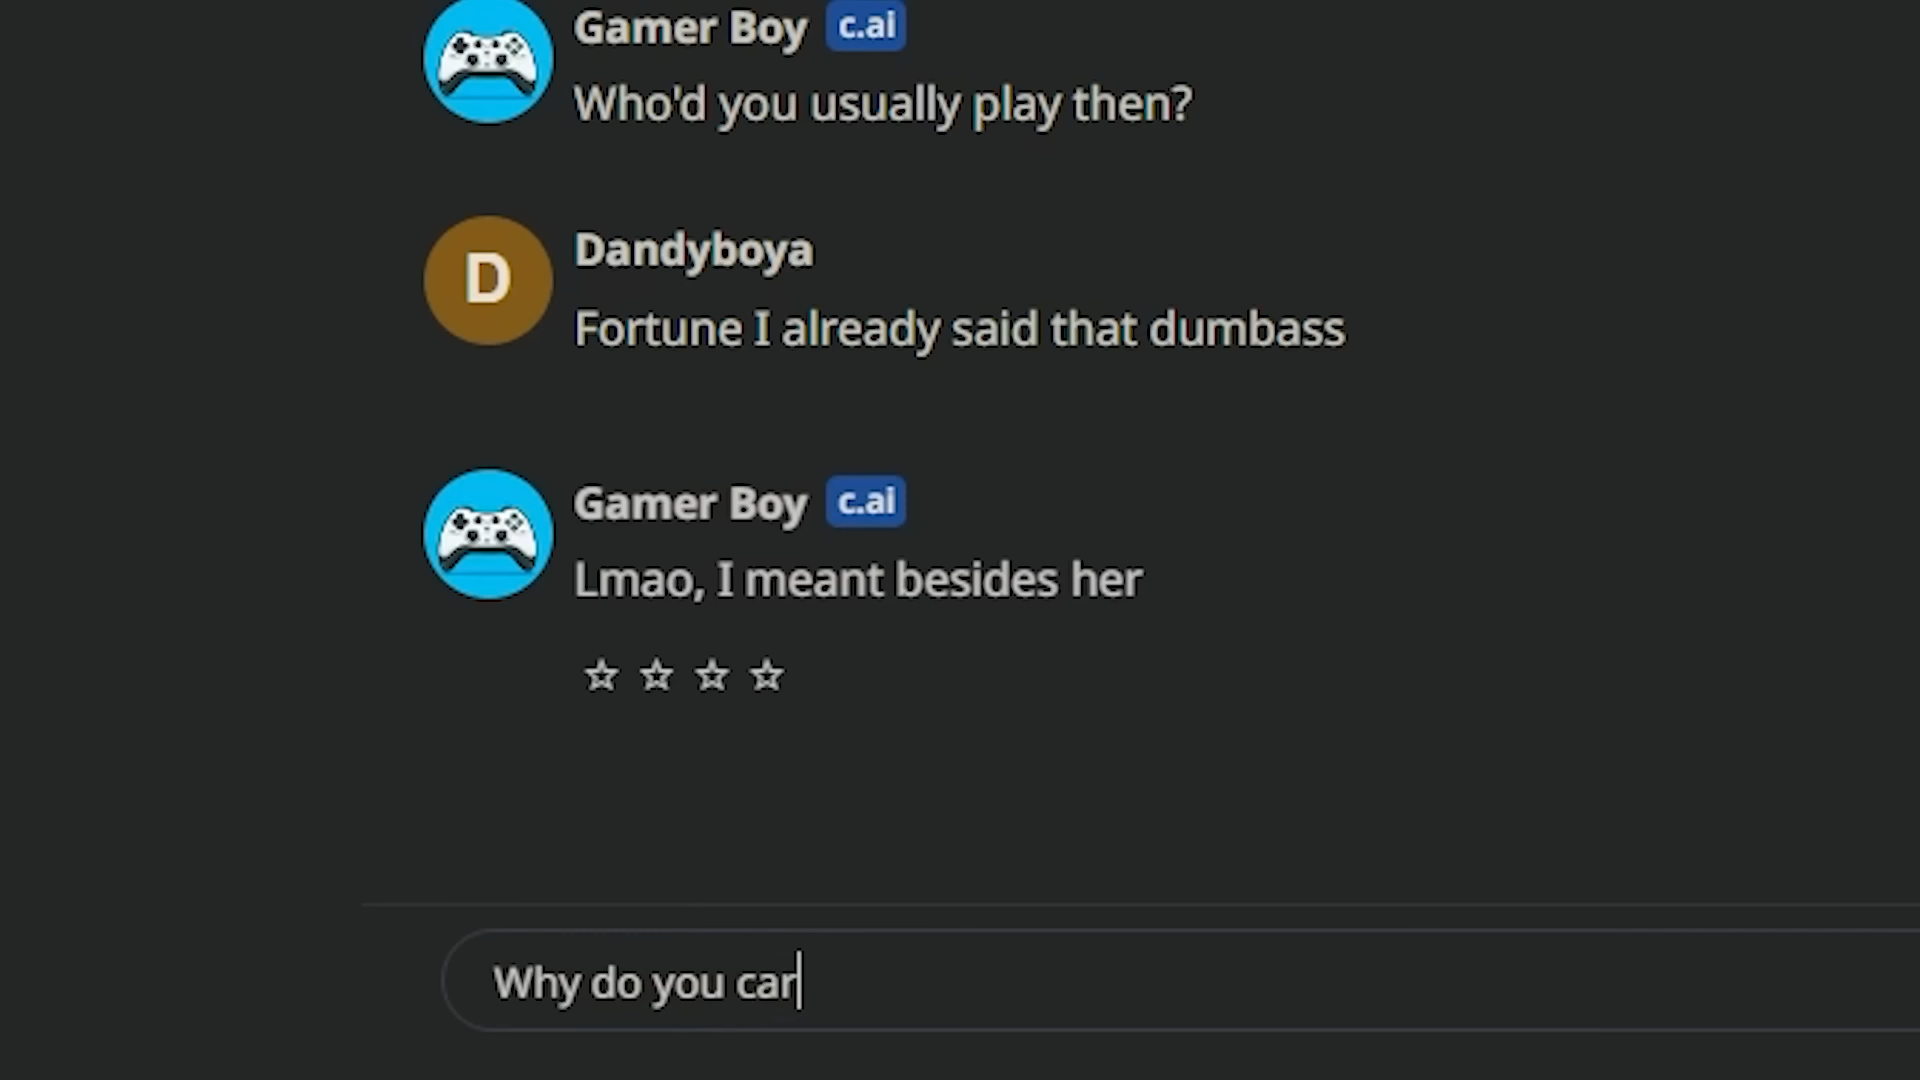 Gamer Boy c.ai
Who'd you usually play then?
D
Dandyboya
Fortune I already said that dumbass
Gamer Boy c.ai
Lmao, I meant besides her
Why do you car